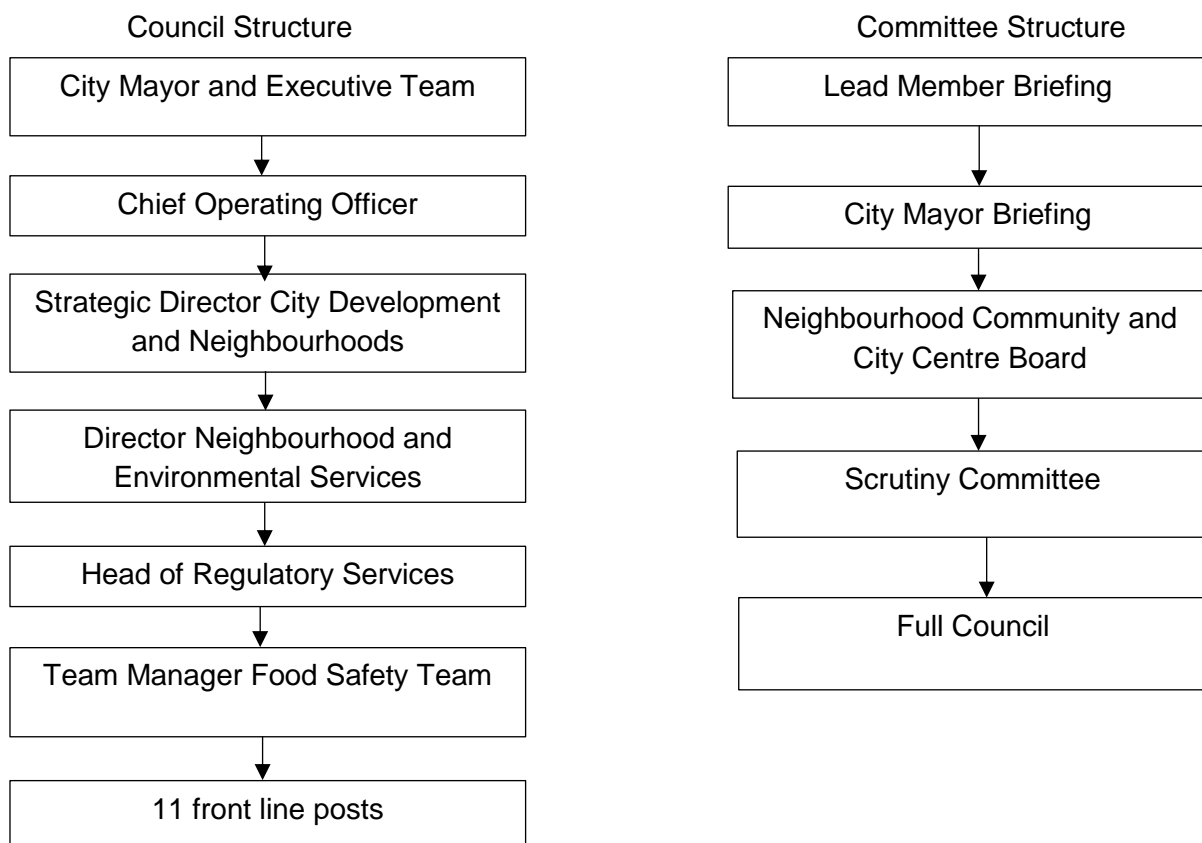 Council Structure
City Mayor and Executive Team
Chief Operating Officer
Strategic Director City Development
and Neighbourhoods
Director Neighbourhood and
Environmental Services
Head of Regulatory Services
Team Manager Food Safety Team
11 front line posts
Committee Structure
Lead Member Briefing
City Mayor Briefing
Neighbourhood Community and
City Centre Board
Scrutiny Committee
Full Council